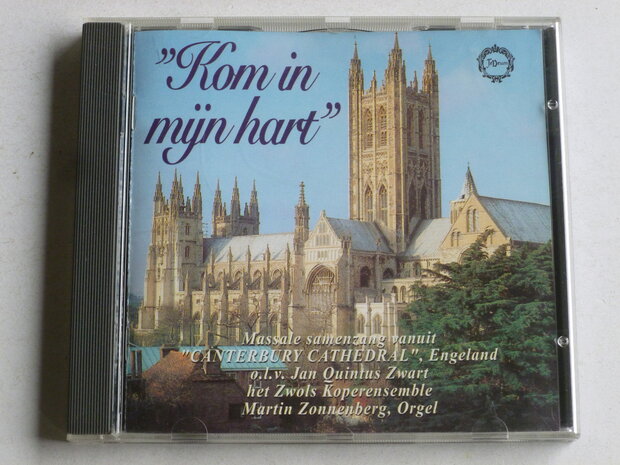 "Kom in
mijn hart"
TeDeum
Massale samenzang vanuit
"CANTERBURY CATHEDRAL", Engeland
o.l.v. Jan Quintus Zwart
het Zwols Koperensemble
Martin Zonnenberg, Orgel